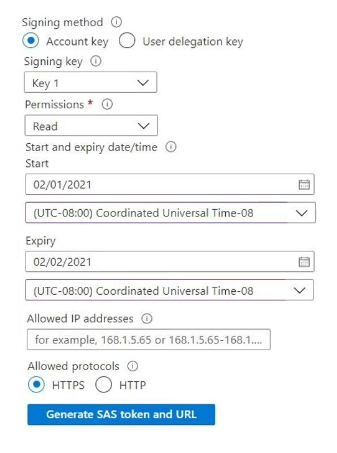 Signing method
Account key User delegation key
Signing key
Key 1
Permissions *
Read
Start and expiry date/time
Start
02/01/2021
(UTC-08:00) Coordinated Universal Time-08
Expiry
02/02/2021
(UTC-08:00) Coordinated Universal Time-08
Allowed IP addresses
for example, 168.1.5.65 or 168.1.5.65-168.1....
Allowed protocols
HTTPS HTTP
Generate SAS token and URL